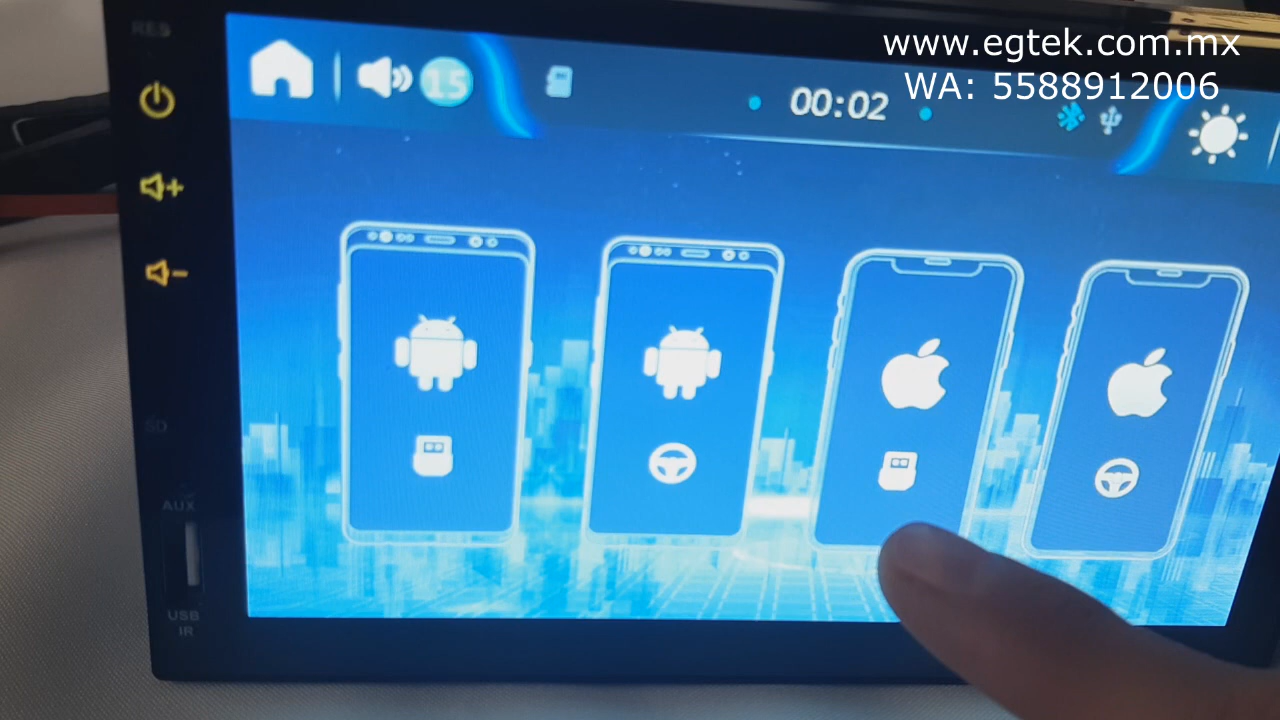 www.egtek.com.mx
WA: 5588912006
RES
15
00:02
SD
AUX
USB
IR